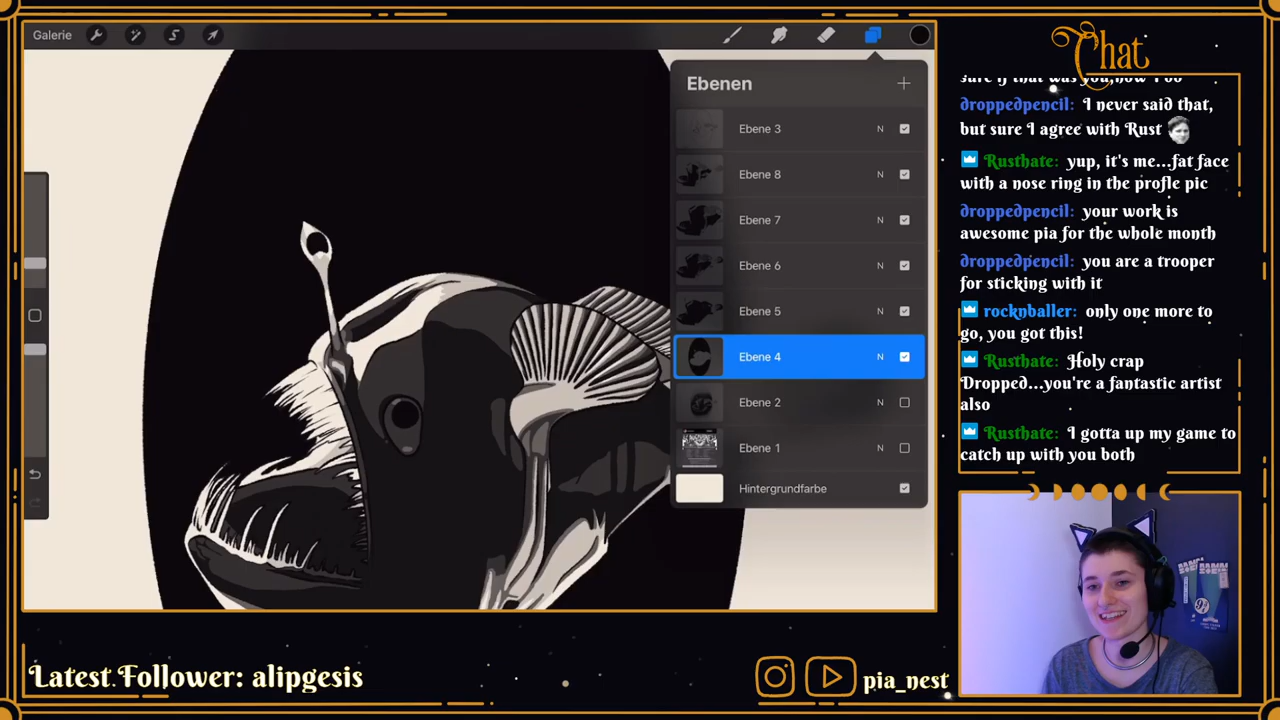 Galerie
Ebenen
Ebene 3 N
Ebene 8 N
Ebene 7 N
Ebene 6 N
Ebene 5 N
Ebene 4 N
Ebene 2 N
Ebene 1 N
Hintergrundfarbe
Chat
droppedpencil: I never said that,
but sure I agree with Rust
Rusthate: yup, it's me...fat face
with a nose ring in the profle pic
droppedpencil: your work is
awesome pia for the whole month
droppedpencil: you are a trooper
for sticking with it
rocknballer: only one more to
go, you got this!
Rusthate: Holy crap
Dropped...you're a fantastic artist
also
Rusthate: I gotta up my game to
catch up with you both
Latest Follower: alipgesis
pia_nest